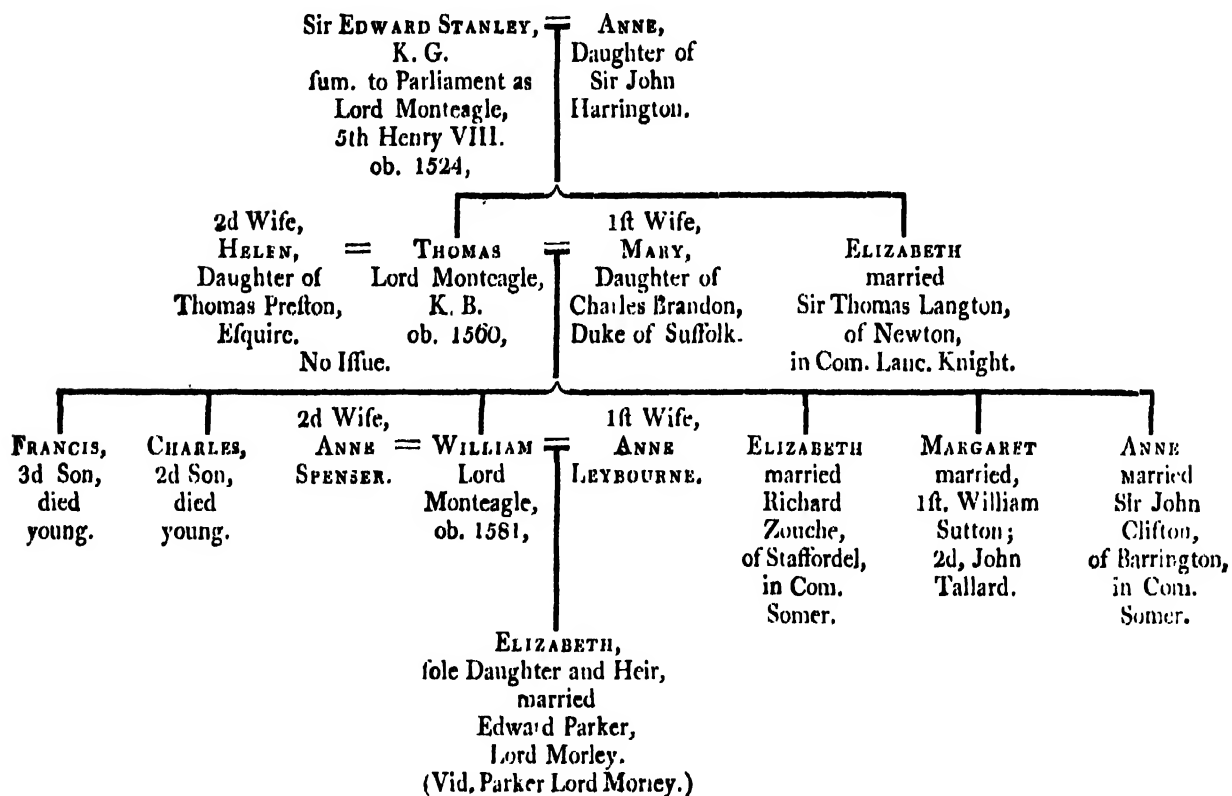 Sir EDWARD STANLEY, = ANNE,
K. G.
ſum. to Parliament as
Lord Monteagle,
5th Henry VIII.
ob. 1524,
Daughter of
Sir John
Harrington.
2d Wife,
HELEN,
Daughter of
Thomas Preſton,
Eſquire.
No Iſſue.
= THOMAS =
Lord Monteagle,
K. B.
ob. 1560,
1ſt Wife,
MARY,
Daughter of
Charles Brandon,
Duke of Suffolk.
ELIZABETH
married
Sir Thomas Langton,
of Newton,
in Com. Lanc. Knight.
FRANCIS,
3d Son,
died
young.
CHARLES,
2d Son,
died
young.
2d Wife,
ANNE
SPENSER.
= WILLIAM =
Lord
Monteagle,
ob. 1581,
1ſt Wife,
ANNE
LEYBOURNE.
ELIZABETH
married
Richard
Zouche,
of Staffordel,
in Com.
Somer.
MARGARET
married,
1ſt. William
Sutton;
2d, John
Tallard.
ANNE
married
Sir John
Clifton,
of Barrington,
in Com.
Somer.
ELIZABETH,
ſole Daughter and Heir,
married
Edward Parker,
Lord Morley.
(Vid. Parker Lord Morley.)